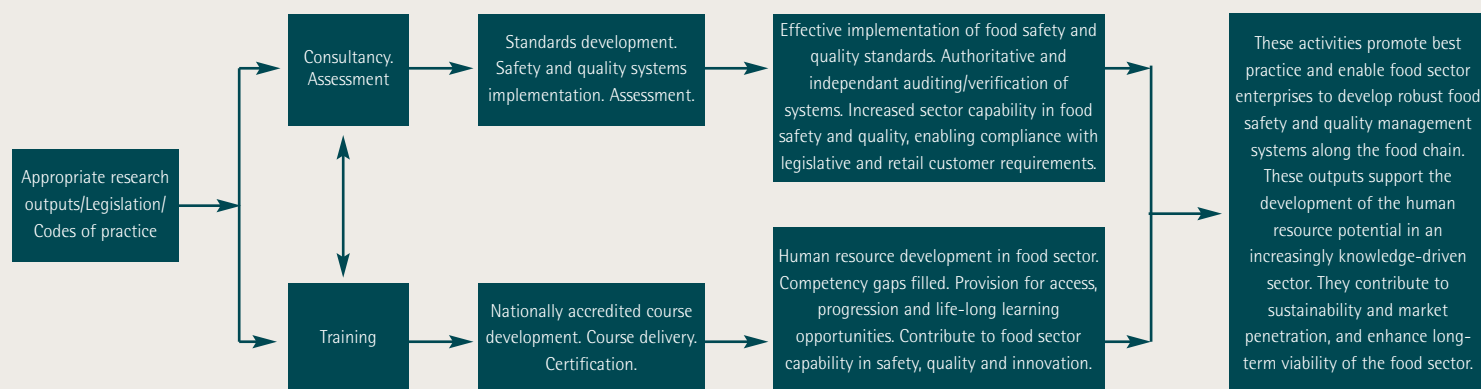 Appropriate research
outputs/Legislation/
Codes of practice
Consultancy.
Assessment
Standards development.
Safety and quality systems
implementation. Assessment.
Effective implementation of food safety and
quality standards. Authoritative and
independant auditing/verification of
systems. Increased sector capability in food
safety and quality, enabling compliance with
legislative and retail customer requirements.
Training
Nationally accredited course
development. Course delivery.
Certification.
Human resource development in food sector.
Competency gaps filled. Provision for access,
progression and life-long learning
opportunities. Contribute to food sector
capability in safety, quality and innovation.
These activities promote best
practice and enable food sector
enterprises to develop robust food
safety and quality management
systems along the food chain.
These outputs support the
development of the human
resource potential in an
increasingly knowledge-driven
sector. They contribute to
sustainability and market
penetration, and enhance long-
term viability of the food sector.